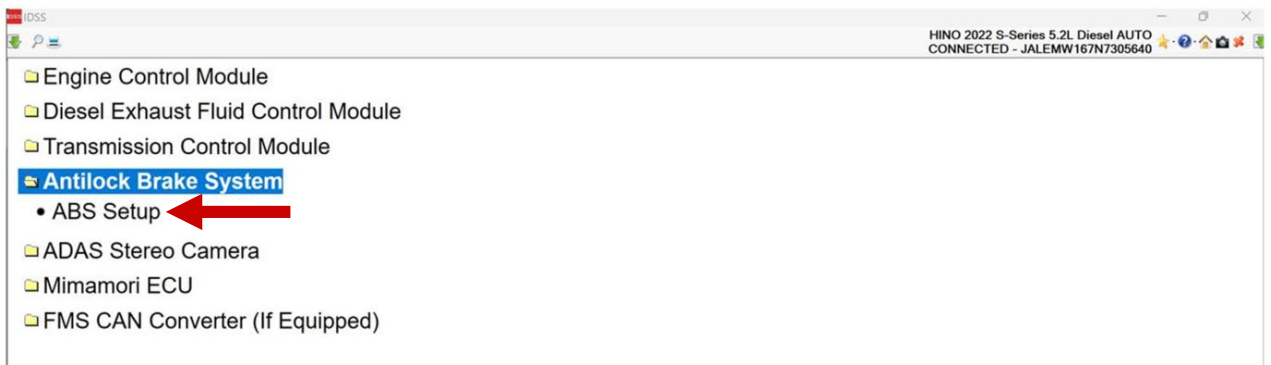 IDSS
HINO 2022 S-Series 5.2L Diesel AUTO
CONNECTED - JALEMW167N7305640
Engine Control Module
Diesel Exhaust Fluid Control Module
Transmission Control Module
Antilock Brake System
• ABS Setup
ADAS Stereo Camera
Mimamori ECU
FMS CAN Converter (If Equipped)